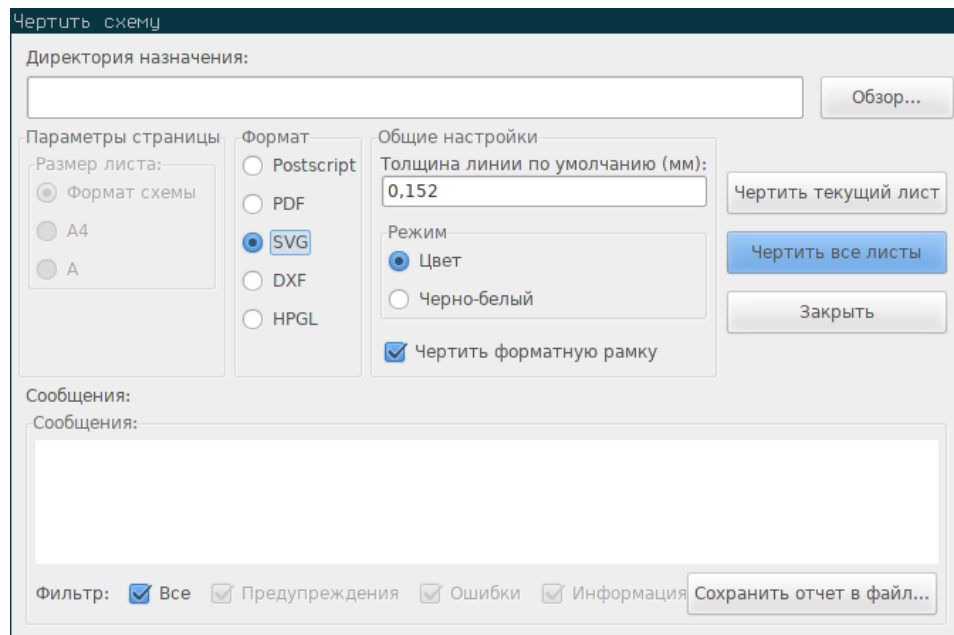 Чертить схему
Директория назначения:
Обзор...
Параметры страницы
Размер листа:
Формат схемы
A4
A
Формат
Postscript
PDF
SVG
DXF
HPGL
Общие настройки
Толщина линии по умолчанию (мм):
0,152
Режим
Цвет
Черно-белый
Чертить форматную рамку
Чертить текущий лист
Чертить все листы
Закрыть
Сообщения:
Сообщения:
Фильтр: Все Предупреждения Ошибки Информация Сохранить отчет в файл...